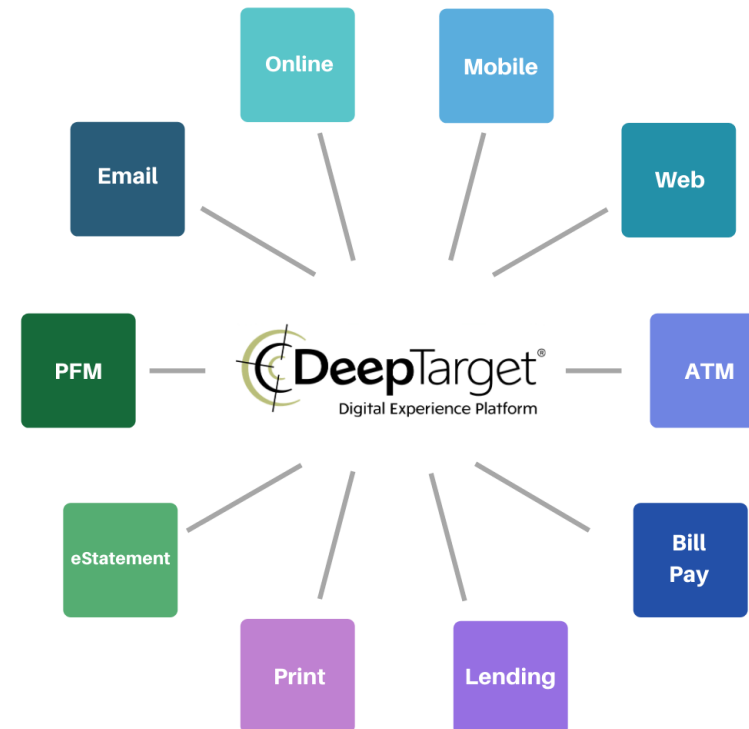 Online
Mobile
Email
Web
PFM
DeepTarget®
Digital Experience Platform
ATM
eStatement
Bill
Pay
Print
Lending